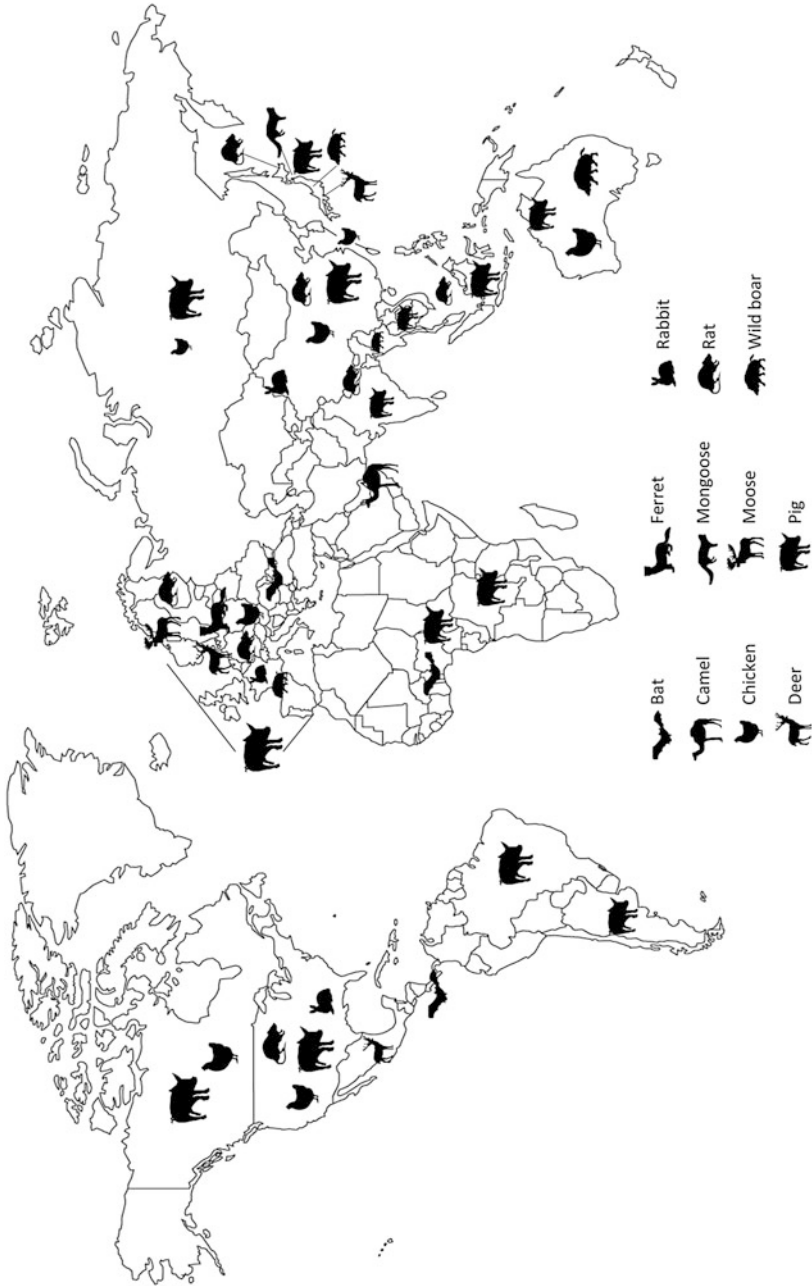 Bat
Camel
Chicken
Deer
Ferret
Mongoose
Moose
Pig
Rabbit
Rat
Wild boar